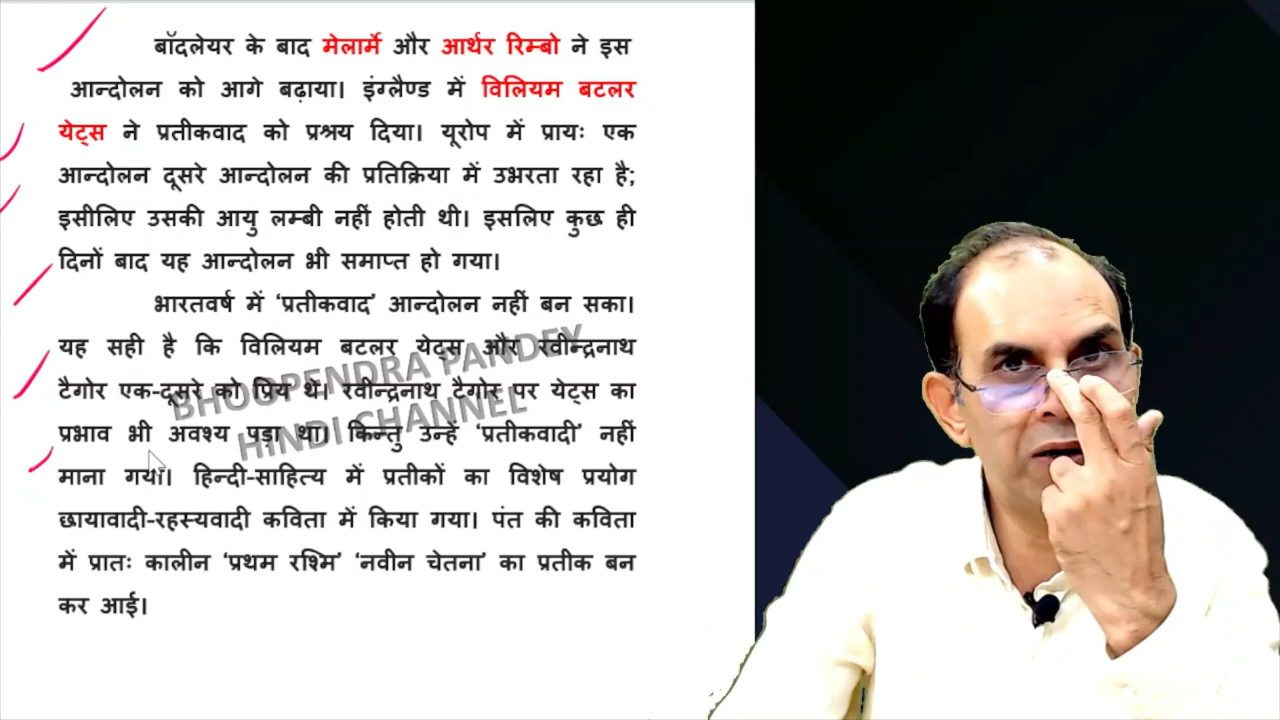 बॉदलेयर के बाद मेलार्मे और आर्थर रिम्बो ने इस
आन्दोलन को आगे बढ़ाया। इंग्लैण्ड में विलियम बटलर
येट्स ने प्रतीकवाद को प्रश्रय दिया। यूरोप में प्रायः एक
आन्दोलन दूसरे आन्दोलन की प्रतिक्रिया में उभरता रहा है;
इसीलिए उसकी आयु लम्बी नहीं होती थी। इसलिए कुछ ही
दिनों बाद यह आन्दोलन भी समाप्त हो गया।
भारतवर्ष में ‘प्रतीकवाद’ आन्दोलन नहीं बन सका।
यह सही है कि विलियम बटलर येट्स और रवीन्द्रनाथ
टैगोर एक-दूसरे को प्रिय थे। रवीन्द्रनाथ टैगोर पर येट्स का
प्रभाव भी अवश्य पड़ा था। किन्तु उन्हें ‘प्रतीकवादी’ नहीं
माना गया। हिन्दी-साहित्य में प्रतीकों का विशेष प्रयोग
छायावादी-रहस्यवादी कविता में किया गया। पंत की कविता
में प्रातः कालीन ‘प्रथम रश्मि’ ‘नवीन चेतना’ का प्रतीक बन
कर आई।
BHOOPENDRA PANDEY
HINDI CHANNEL